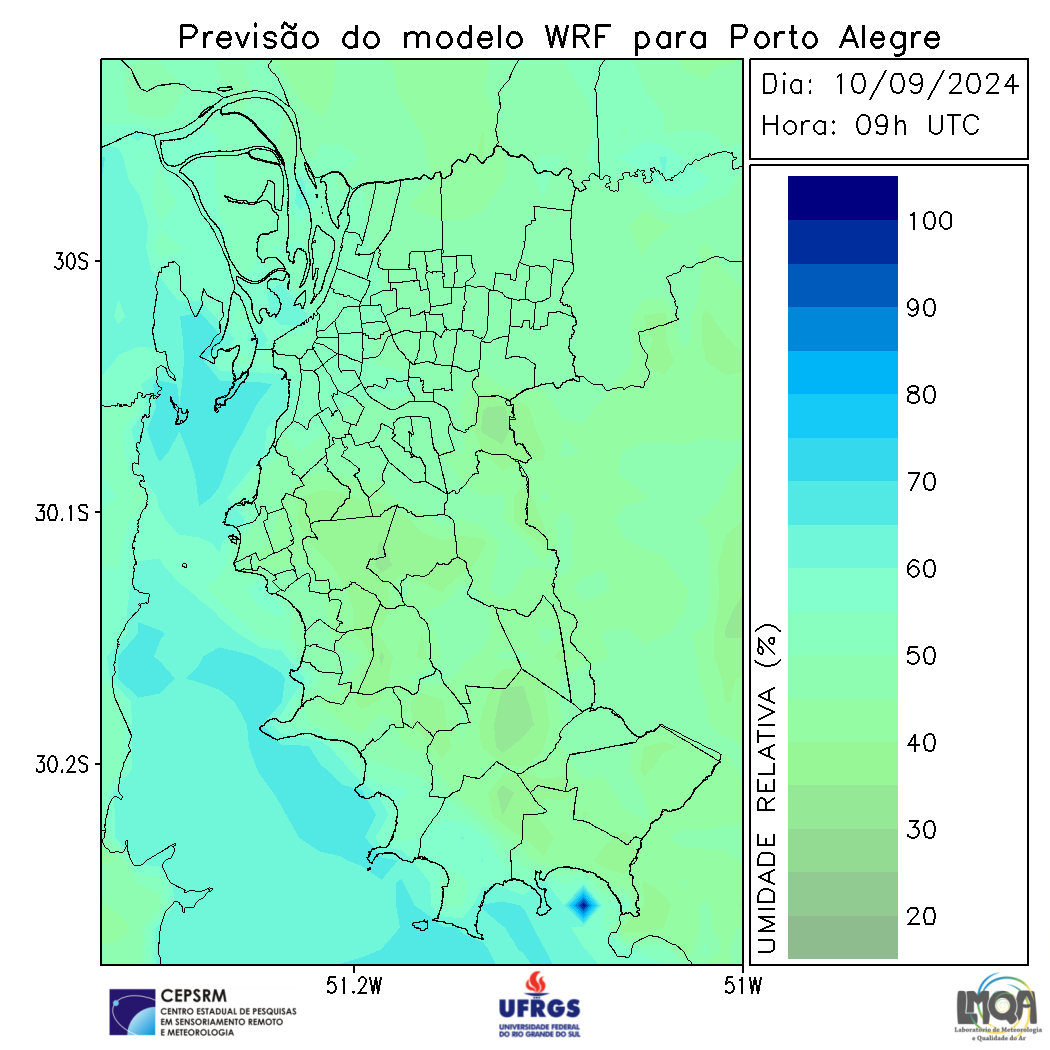 Previsão do modelo WRF para Porto Alegre
Dia: 10/09/2024
Hora: 09h UTC
100
90
80
70
60
50
40
30
20
UMIDADE RELATIVA (%)
30S
30.1S
30.2S
51.2W
51W
CEPSRM
CENTRO ESTADUAL DE PESQUISAS
EM SENSORIAMENTO REMOTO
E METEOROLOGIA
UFRGS
UNIVERSIDADE FEDERAL
DO RIO GRANDE DO SUL
LMQA
Laboratório de Meteorologia
e Qualidade do Ar